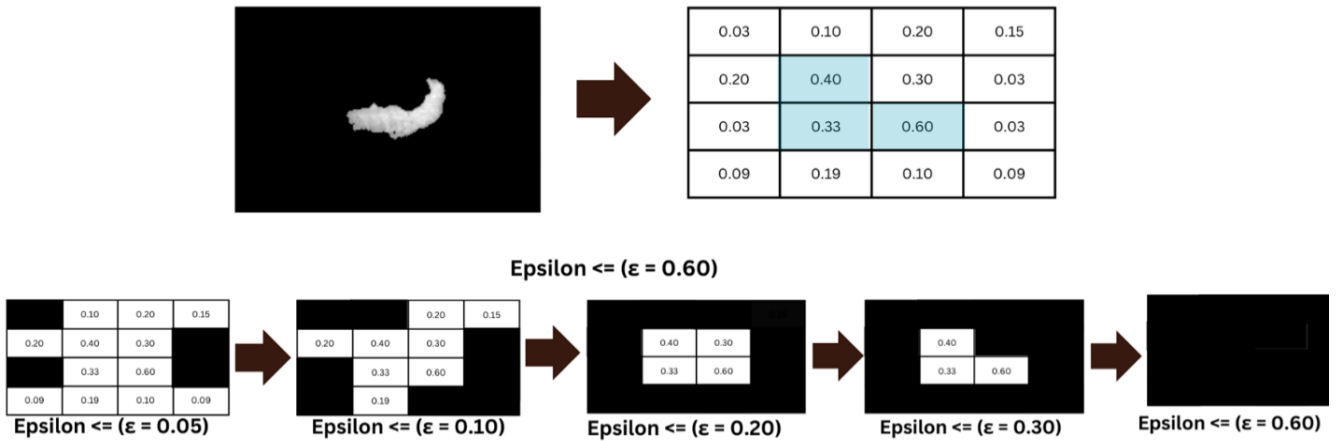 0.03 0.10 0.20 0.15
0.20 0.40 0.30 0.03
0.03 0.33 0.60 0.03
0.09 0.19 0.10 0.09
Epsilon <= (ε = 0.60)
0.10 0.20 0.15
0.20 0.40 0.30
0.33 0.60
0.09 0.19 0.10 0.09
Epsilon <= (ε = 0.05)
0.20 0.15
0.20 0.40 0.30
0.33 0.60
0.19
Epsilon <= (ε = 0.10)
0.40 0.30
0.33 0.60
Epsilon <= (ε = 0.20)
0.40
0.33 0.60
Epsilon <= (ε = 0.30)
Epsilon <= (ε = 0.60)